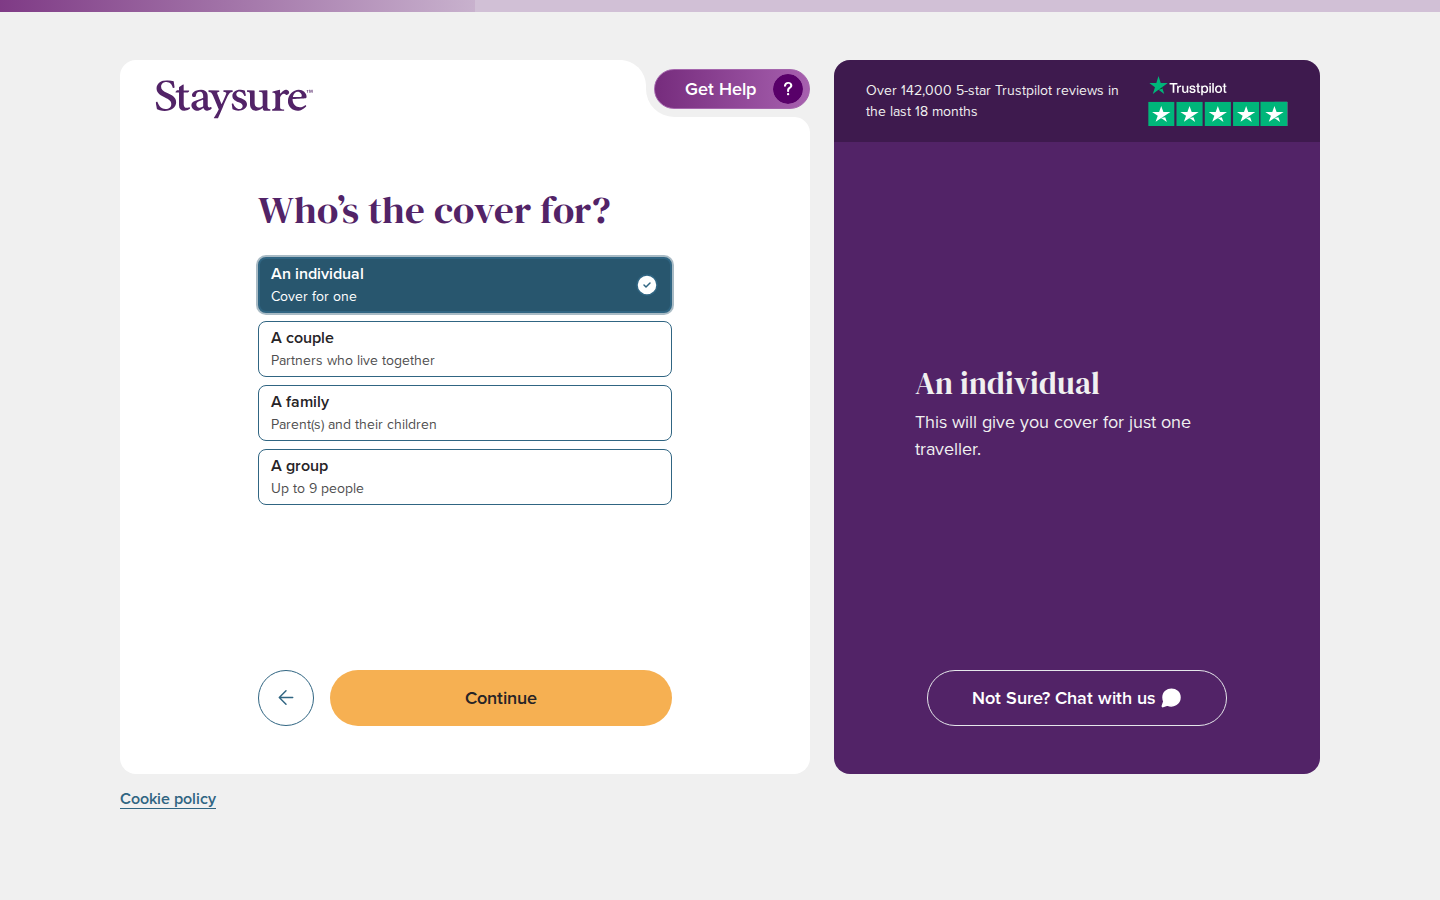 Staysure™
Get Help ?
Who's the cover for?
An individual
Cover for one
A couple
Partners who live together
A family
Parent(s) and their children
A group
Up to 9 people
Continue
Cookie policy
Over 142,000 5-star Trustpilot reviews in
the last 18 months
Trustpilot
An individual
This will give you cover for just one
traveller.
Not Sure? Chat with us